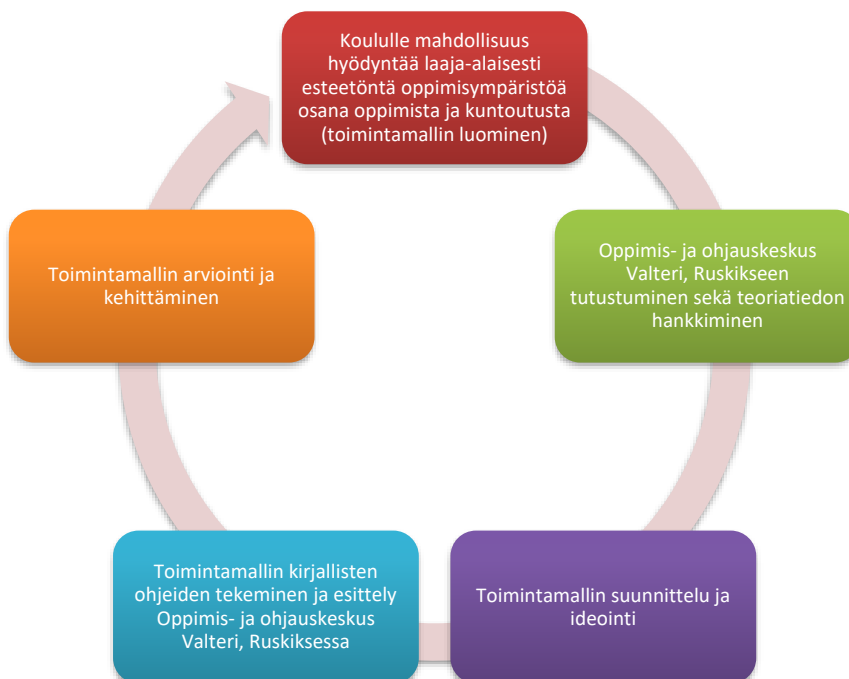 Koululle mahdollisuus
hyödyntää laaja-alaisesti
esteetöntä oppimisympäristöä
osana oppimista ja kuntoutusta
(toimintamallin luominen)
Oppimis- ja ohjauskeskus
Valteri, Ruskikseen
tutustuminen sekä teoriatiedon
hankkiminen
Toimintamallin suunnittelu ja
ideointi
Toimintamallin kirjallisten
ohjeiden tekeminen ja esittely
Oppimis- ja ohjauskeskus
Valteri, Ruskiksessa
Toimintamallin arviointi ja
kehittäminen